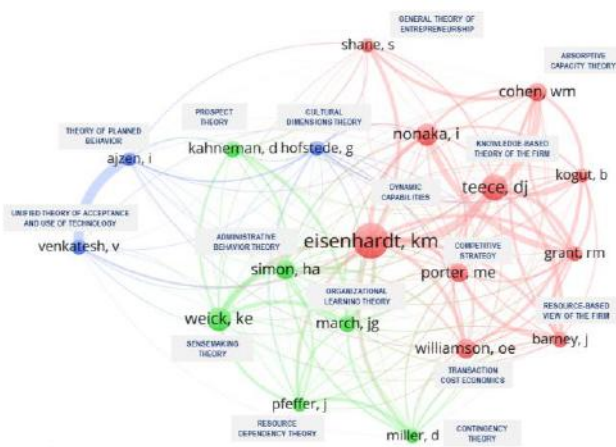 GENERAL THEORY OF
ENTREPRENEURSHIP
shane, s
ABSORPTIVE
CAPACITY THEORY
cohen, wm
PROSPECT
THEORY
CULTURAL
DIMENSIONS THEORY
nonaka, i
KNOWLEDGE-BASED
THEORY OF THE FIRM
THEORY OF PLANNED
BEHAVIOR
ajzen, i
kahneman, d
hofstede, g
kogut, b
teece, dj
DYNAMIC
CAPABILITIES
UNIFIED THEORY OF ACCEPTANCE
AND USE OF TECHNOLOGY
venkatesh, v
ADMINISTRATIVE
BEHAVIOR THEORY
eisenhardt, km
COMPETITIVE
STRATEGY
grant, rm
simon, ha
porter, me
ORGANIZATIONAL
LEARNING THEORY
RESOURCE-BASED
VIEW OF THE FIRM
weick, ke
march, jg
barney, j
SENSEMAKING
THEORY
williamson, oe
TRANSACTION
COST ECONOMICS
pfeffer, j
RESOURCE
DEPENDENCY THEORY
miller, d
CONTINGENCY
THEORY